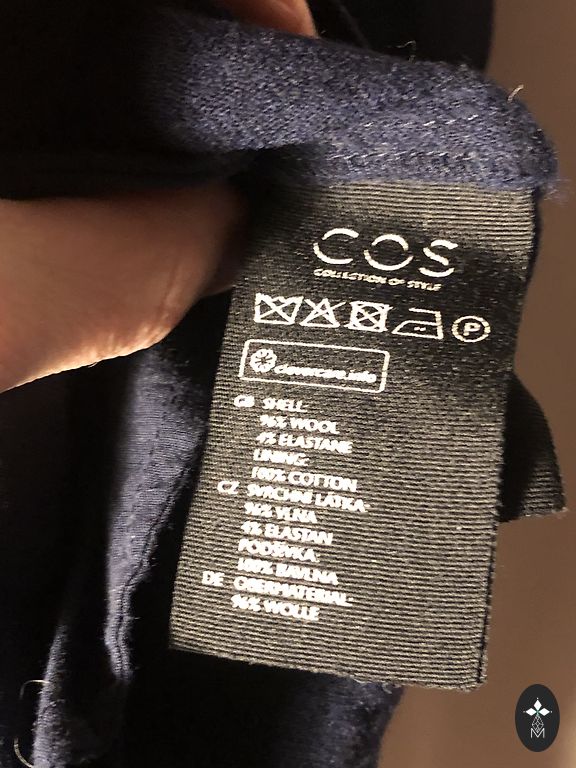 COS
COLLECTION OF STYLE
P
clevercare.info
GB SHELL:
96% WOOL
4% ELASTANE
LINING:
100% COTTON
CZ SVRCHNÍ LÁTKA:
96% VLNA
4% ELASTAN
PODŠÍVKA:
100% BAVLNA
DE OBERMATERIAL:
96% WOLLE
M